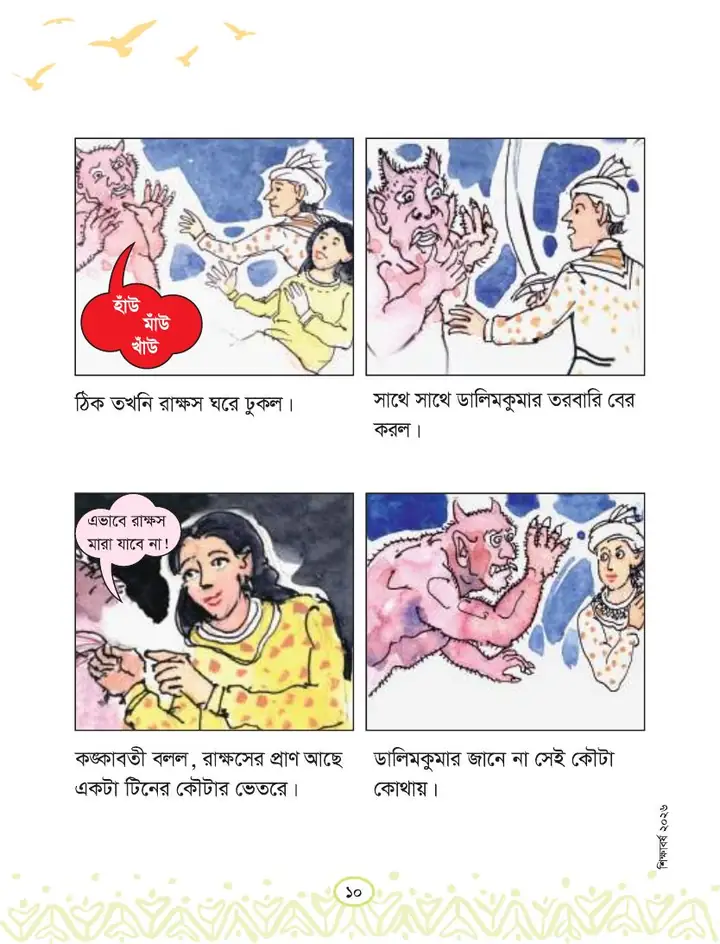 হাঁউ
মাঁউ
খাঁউ
ঠিক তখনি রাক্ষস ঘরে ঢুকল।
সাথে সাথে ডালিমকুমার তরবারি বের
করল।
এভাবে রাক্ষস
মারা যাবে না!
কঙ্কাবতী বলল, রাক্ষসের প্রাণ আছে
একটা টিনের কৌটার ভেতরে।
ডালিমকুমার জানে না সেই কৌটা
কোথায়।
শিক্ষাবর্ষ ২০২৬
১০